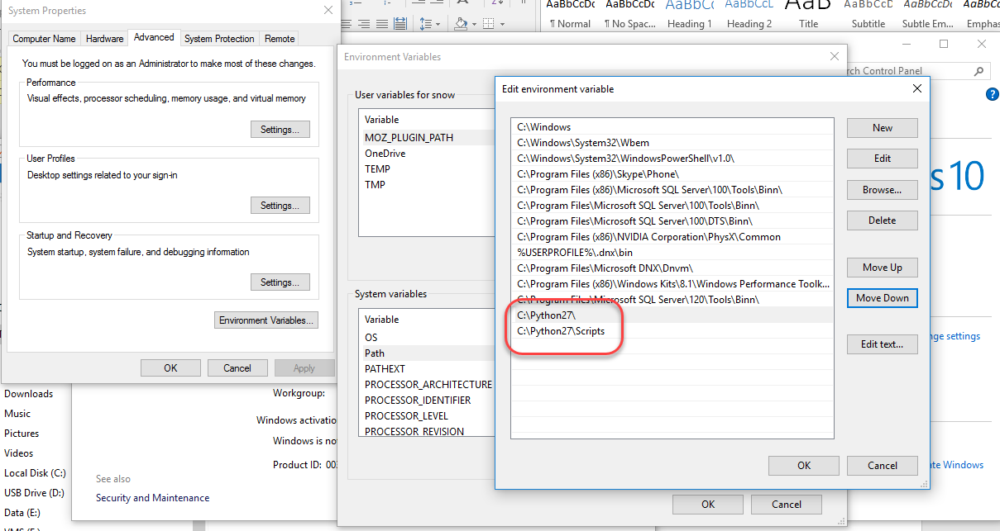 System Properties
Computer Name
Hardware
Advanced
System Protection
Remote
You must be logged on as an Administrator to make most of these changes.
Performance
Visual effects, processor scheduling, memory usage, and virtual memory
Settings...
User Profiles
Desktop settings related to your sign-in
Settings...
Startup and Recovery
System startup, system failure, and debugging information
Settings...
Environment Variables...
OK
Cancel
Apply
Downloads
Music
Pictures
Videos
Local Disk (C:)
USB Drive (D:)
Data (E:)
Workgroup:
Windows activatio
Windows is no
Product ID: 00
See also
Security and Maintenance
AaBbCcDc
AaBbCcDc
AaBbCc
AaBbCcL
AaB
AaBbCcD
AaBbCcDc
¶ Normal
¶ No Spac...
Heading 1
Heading 2
Title
Subtitle
Subtle Em...
Emphas
Environment Variables
User variables for snow
Variable
MOZ_PLUGIN_PATH
OneDrive
TEMP
TMP
System variables
Variable
OS
Path
PATHEXT
PROCESSOR_ARCHITECTURE
PROCESSOR_IDENTIFIER
PROCESSOR_LEVEL
PROCESSOR_REVISION
OK
Cancel
Edit environment variable
C:\Windows
C:\Windows\System32\Wbem
C:\Windows\System32\WindowsPowerShell\v1.0\
C:\Program Files (x86)\Skype\Phone\
C:\Program Files (x86)\Microsoft SQL Server\100\Tools\Binn\
C:\Program Files\Microsoft SQL Server\100\Tools\Binn\
C:\Program Files\Microsoft SQL Server\100\DTS\Binn\
C:\Program Files (x86)\NVIDIA Corporation\PhysX\Common
%USERPROFILE%\.dnx\bin
C:\Program Files\Microsoft DNX\Dnvm\
C:\Program Files (x86)\Windows Kits\8.1\Windows Performance Toolk...
C:\Program Files\Microsoft SQL Server\120\Tools\Binn\
C:\Python27\
C:\Python27\Scripts
New
Edit
Browse...
Delete
Move Up
Move Down
Edit text...
OK
Cancel
rch Control Panel
?
s 10
nge settings
ate Windows